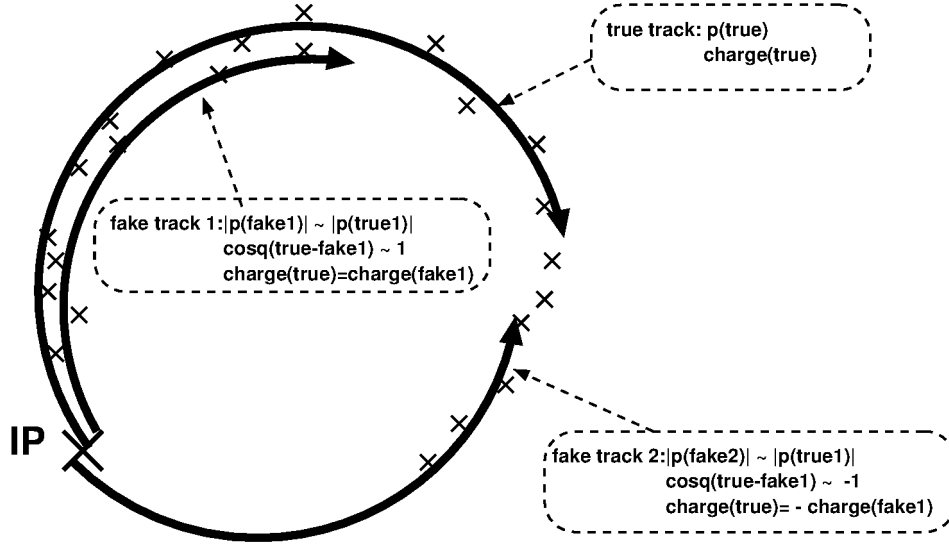 true track: p(true)
charge(true)
fake track 1:|p(fake1)| ~ |p(true1)|
cosq(true-fake1) ~ 1
charge(true)=charge(fake1)
IP
fake track 2:|p(fake2)| ~ |p(true1)|
cosq(true-fake1) ~ -1
charge(true)= - charge(fake1)